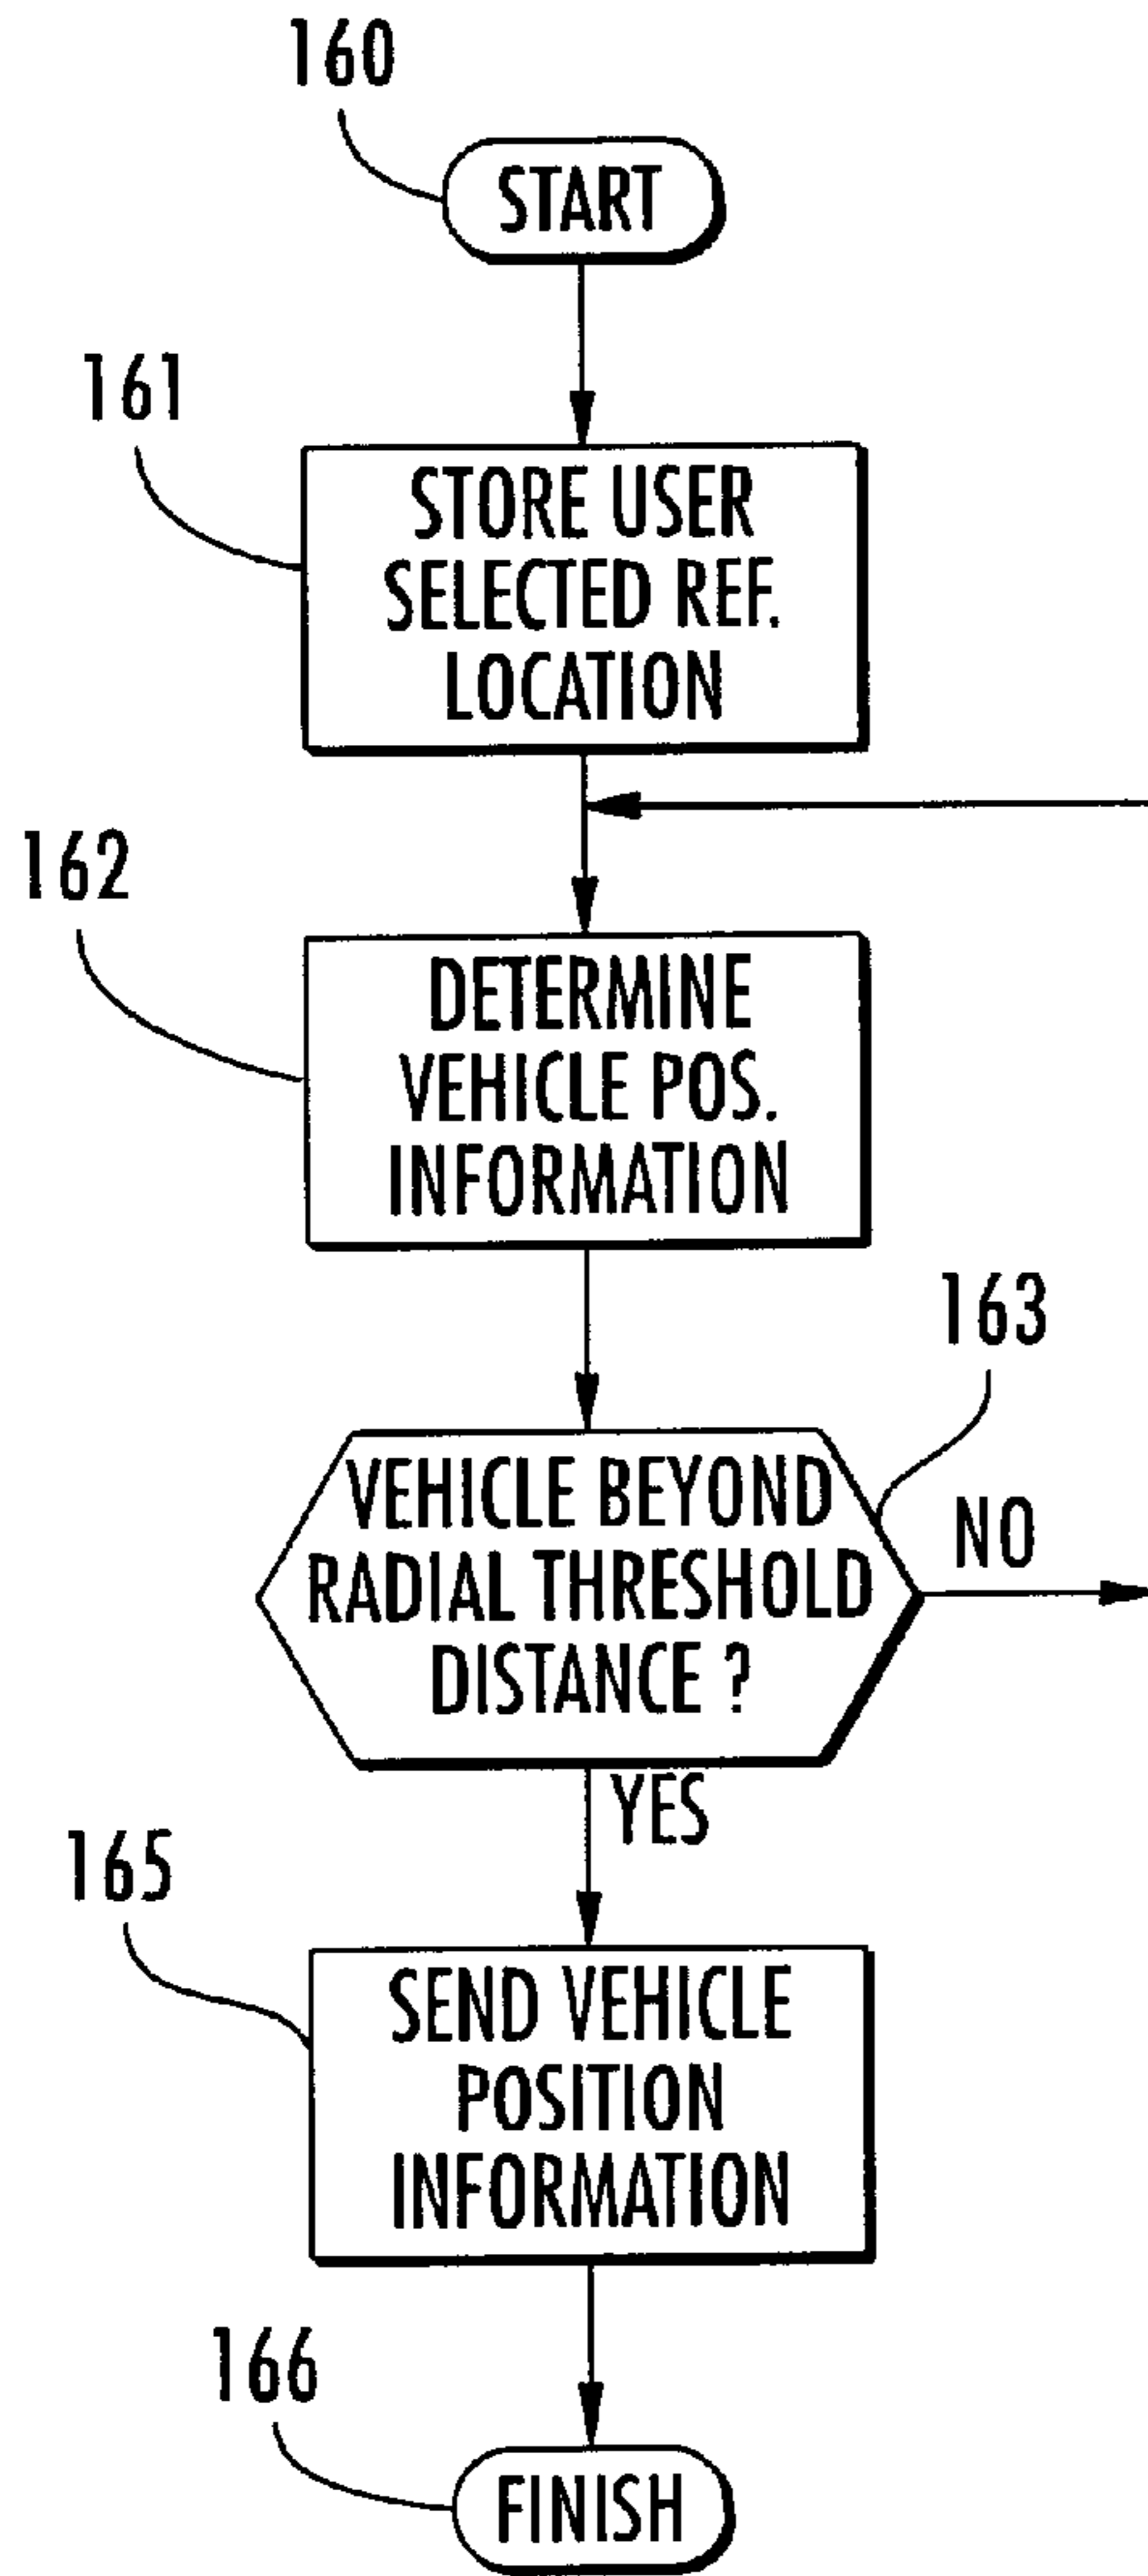 160
START
161
STORE USER
SELECTED REF.
LOCATION
162
DETERMINE
VEHICLE POS.
INFORMATION
163
VEHICLE BEYOND
RADIAL THRESHOLD
DISTANCE ?
NO
YES
165
SEND VEHICLE
POSITION
INFORMATION
166
FINISH